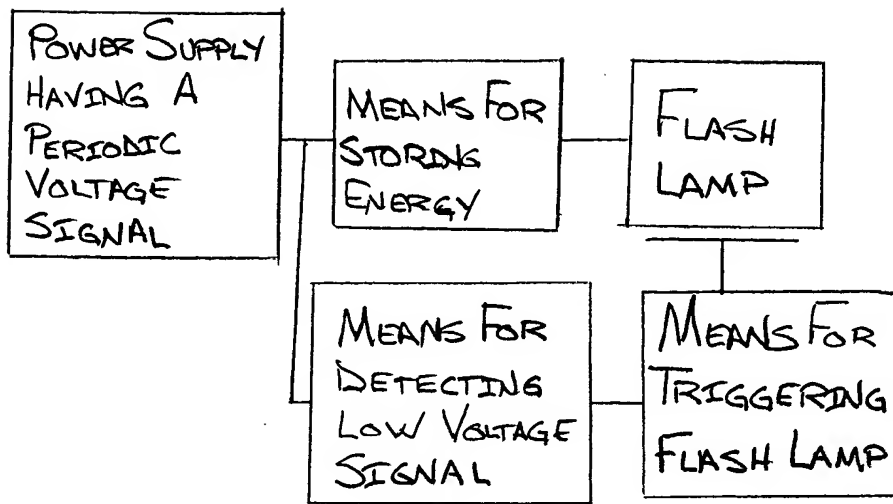 POWER SUPPLY
HAVING A
PERIODIC
VOLTAGE
SIGNAL
MEANS FOR
STORING
ENERGY
FLASH
LAMP
MEANS FOR
DETECTING
LOW VOLTAGE
SIGNAL
MEANS FOR
TRIGGERING
FLASH LAMP